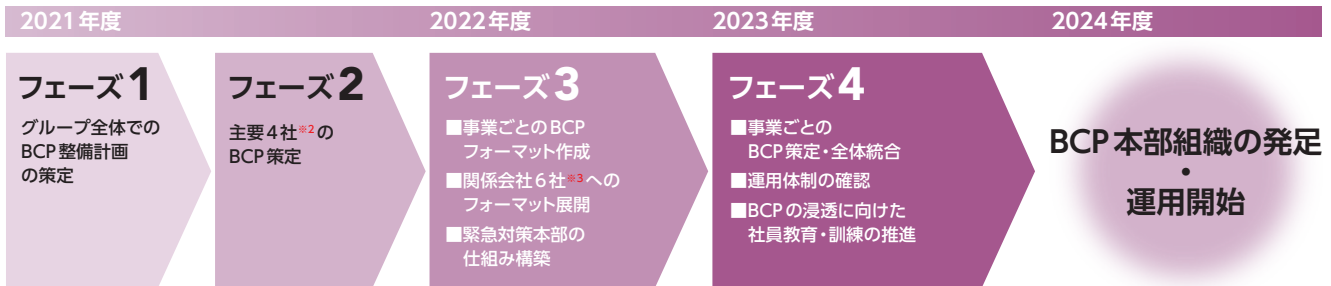 2021年度
2022年度
2023年度
2024年度
フェーズ1
グループ全体での
BCP整備計画
の策定
フェーズ2
主要4社※2の
BCP策定
フェーズ3
■事業ごとのBCP
フォーマット作成
■関係会社6社※3への
フォーマット展開
■緊急対策本部の
仕組み構築
フェーズ4
■事業ごとの
BCP策定・全体統合
■運用体制の確認
■BCPの浸透に向けた
社員教育・訓練の推進
BCP本部組織の発足
・
運用開始